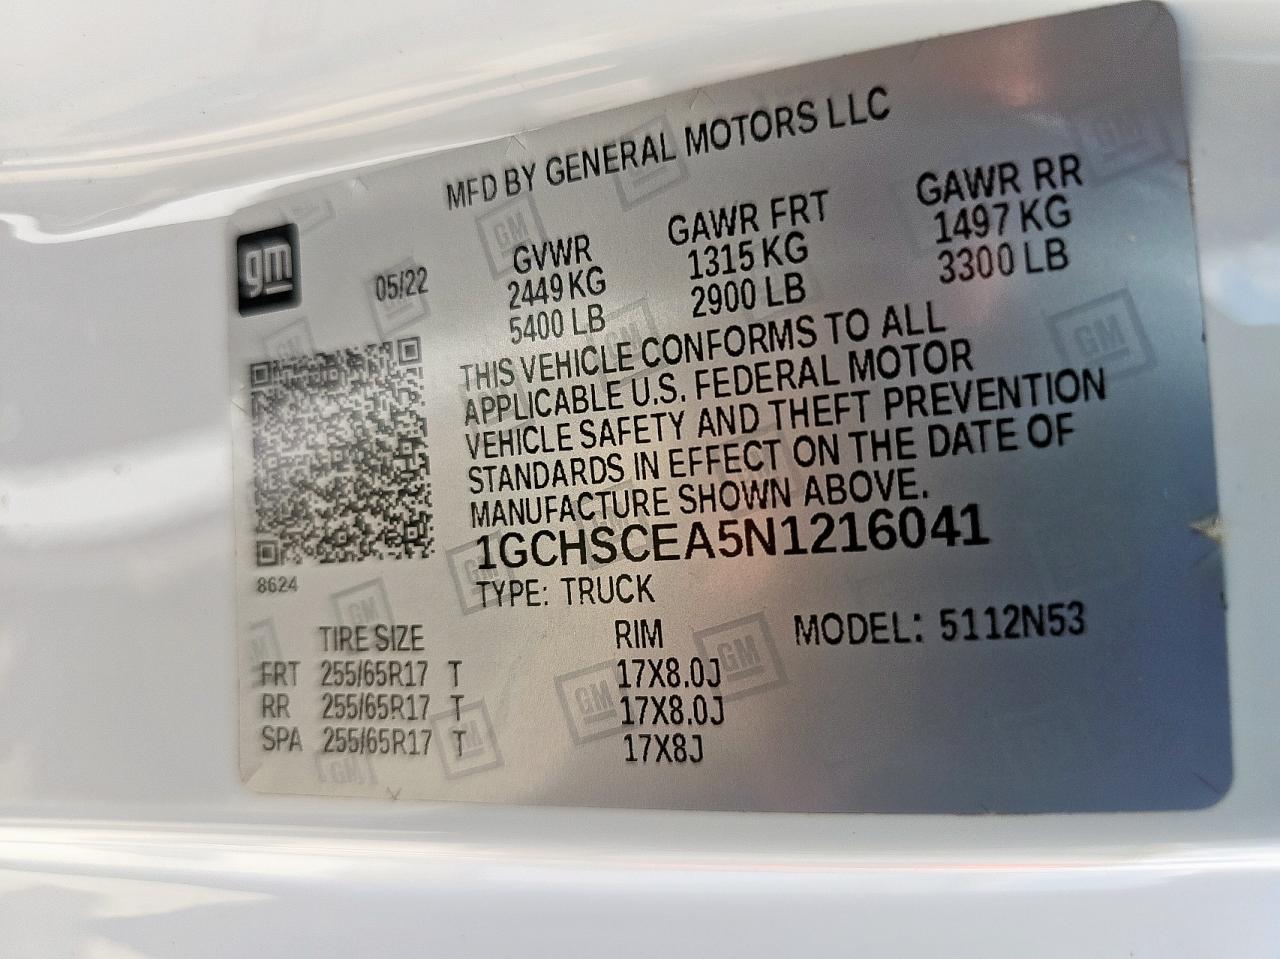 MFD BY GENERAL MOTORS LLC
gm
05/22
GVWR
2449 KG
5400 LB
GAWR FRT
1315 KG
2900 LB
GAWR RR
1497 KG
3300 LB
THIS VEHICLE CONFORMS TO ALL
APPLICABLE U.S. FEDERAL MOTOR
VEHICLE SAFETY AND THEFT PREVENTION
STANDARDS IN EFFECT ON THE DATE OF
MANUFACTURE SHOWN ABOVE.
1GCHSCEA5N1216041
8624
TYPE: TRUCK
TIRE SIZE RIM MODEL: 5112N53
FRT 255/65R17 T 17X8.0J
RR 255/65R17 T 17X8.0J
SPA 255/65R17 T 17X8J